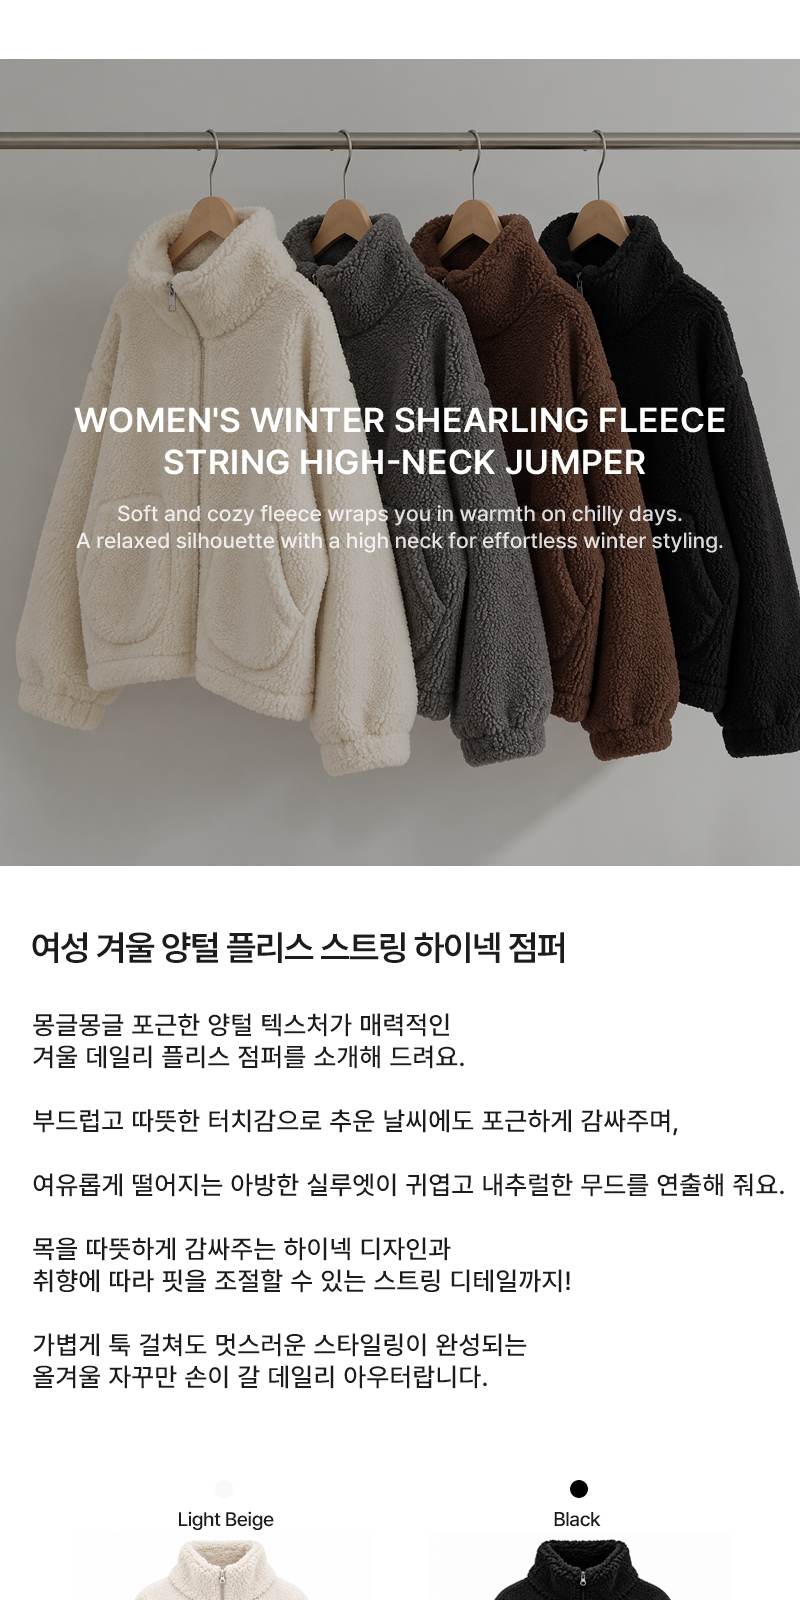 WOMEN'S WINTER SHEARLING FLEECE
STRING HIGH-NECK JUMPER
Soft and cozy fleece wraps you in warmth on chilly days.
A relaxed silhouette with a high neck for effortless winter styling.
여성 겨울 양털 플리스 스트링 하이넥 점퍼
몽글몽글 포근한 양털 텍스처가 매력적인
겨울 데일리 플리스 점퍼를 소개해 드려요.
부드럽고 따뜻한 터치감으로 추운 날씨에도 포근하게 감싸주며,
여유롭게 떨어지는 아방한 실루엣이 귀엽고 내추럴한 무드를 연출해 줘요.
목을 따뜻하게 감싸주는 하이넥 디자인과
취향에 따라 핏을 조절할 수 있는 스트링 디테일까지!
가볍게 툭 걸쳐도 멋스러운 스타일링이 완성되는
올겨울 자꾸만 손이 갈 데일리 아우터랍니다.
Light Beige
Black